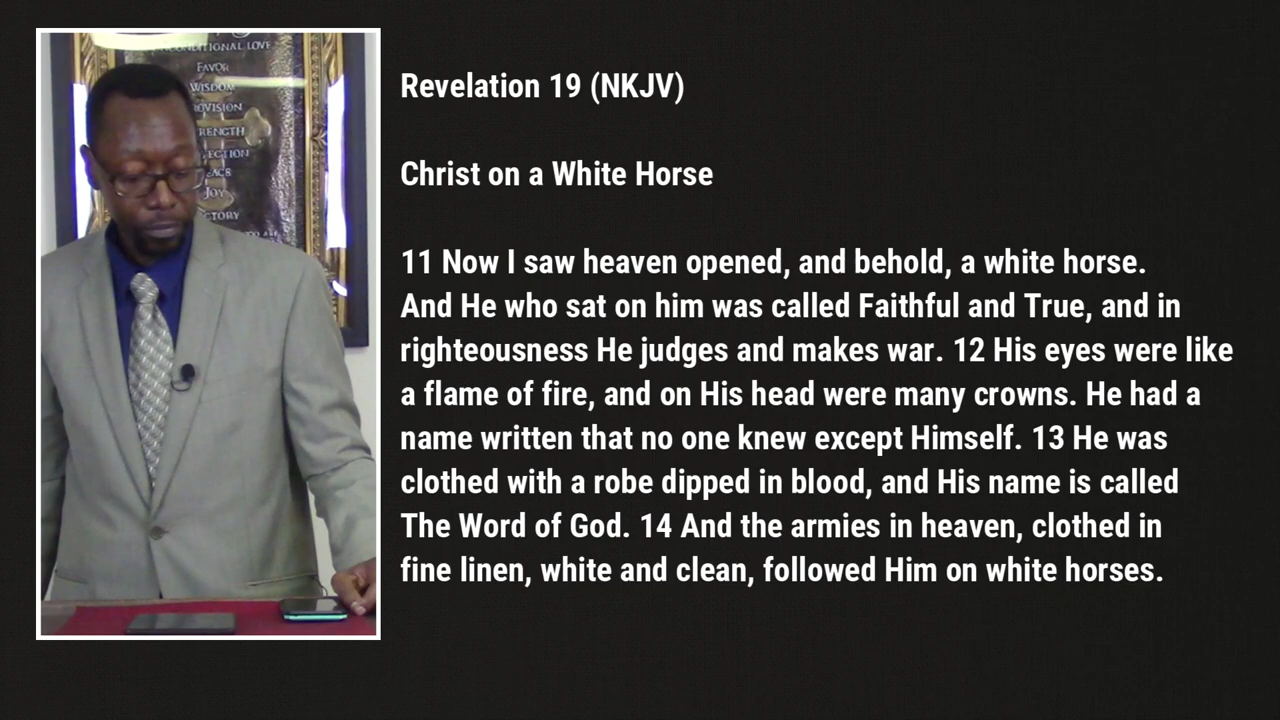 CONDITIONAL LOVE
FAVOR
WISDOM
JOY
Revelation 19 (NKJV)
Christ on a White Horse
11 Now I saw heaven opened, and behold, a white horse.
And He who sat on him was called Faithful and True, and in
righteousness He judges and makes war. 12 His eyes were like
a flame of fire, and on His head were many crowns. He had a
name written that no one knew except Himself. 13 He was
clothed with a robe dipped in blood, and His name is called
The Word of God. 14 And the armies in heaven, clothed in
fine linen, white and clean, followed Him on white horses.